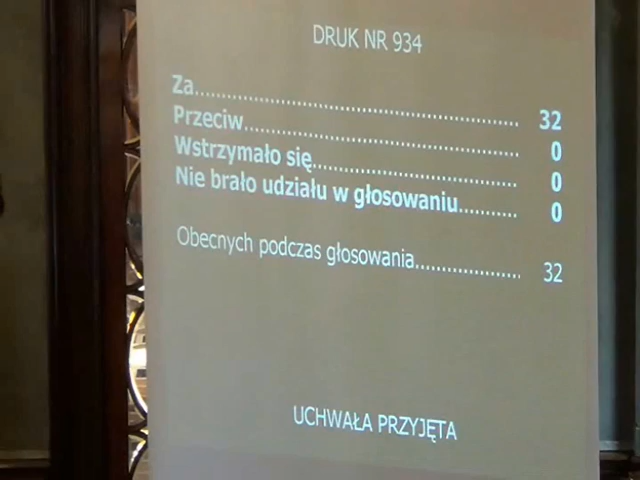 DRUK NR 934
Za........................................................ 32
Przeciw................................................ 0
Wstrzymało się.................................... 0
Nie brało udziału w głosowaniu.......... 0
Obecnych podczas głosowania.................. 32
UCHWAŁA PRZYJĘTA